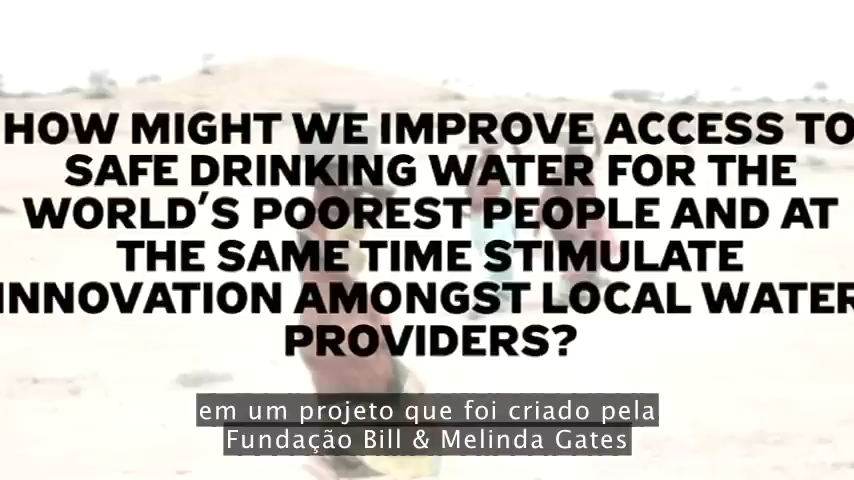 HOW MIGHT WE IMPROVE ACCESS TO
SAFE DRINKING WATER FOR THE
WORLD'S POOREST PEOPLE AND AT
THE SAME TIME STIMULATE
INNOVATION AMONGST LOCAL WATER
PROVIDERS?
em um projeto que foi criado pela
Fundação Bill & Melinda Gates